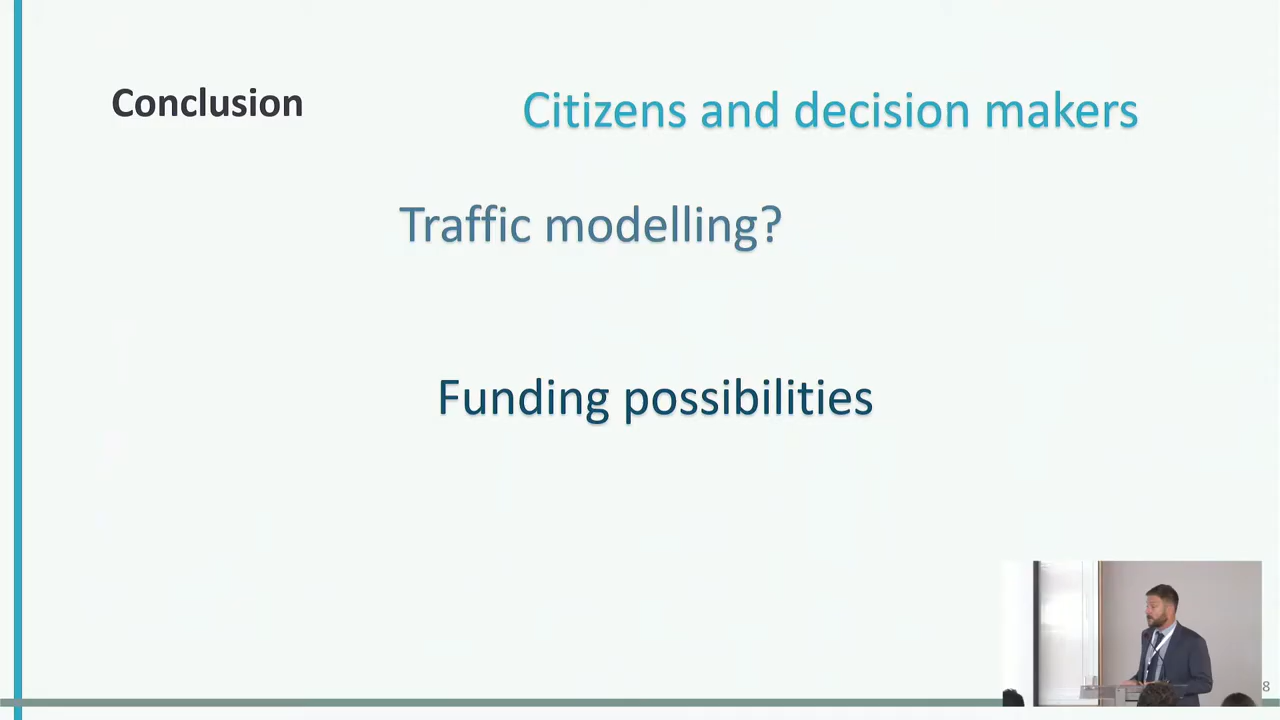 Conclusion
Citizens and decision makers
Traffic modelling?
Funding possibilities
8